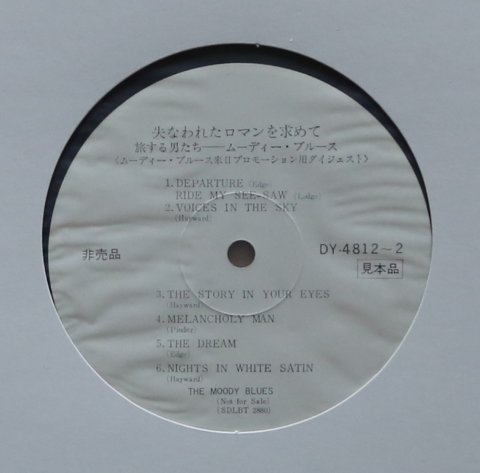 失なわれたロマンを求めて
旅する男たち──ムーディー・ブルース
〈ムーディー・ブルース来日プロモーション用ダイジェスト〉
1. DEPARTURE (Edge)
RIDE MY SEE-SAW (Lodge)
2. VOICES IN THE SKY
(Hayward)
非売品
DY-4812~2
見本品
3. THE STORY IN YOUR EYES
(Hayward)
4. MELANCHOLY MAN
(Pinder)
5. THE DREAM
(Edge)
6. NIGHTS IN WHITE SATIN
(Hayward)
THE MOODY BLUES
(Not for Sale)
(SDLBT 2880)